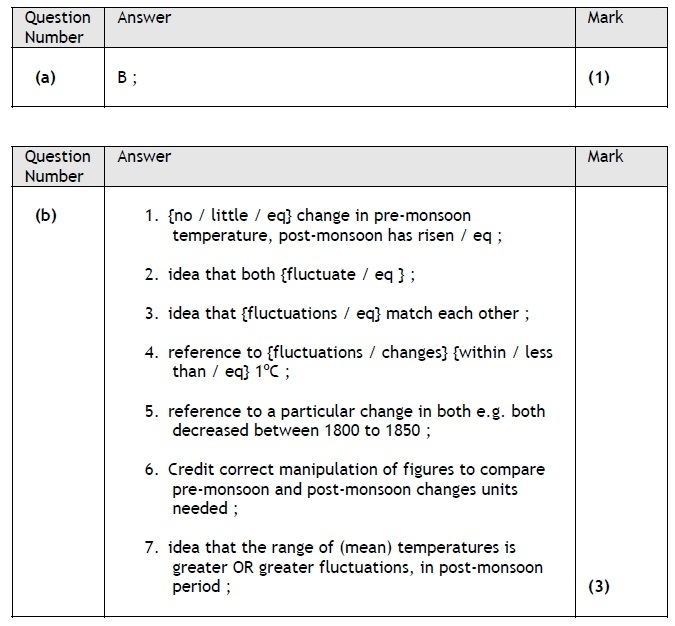 Question Number Answer Mark
(a) B ; (1)
Question Number Answer Mark
(b) 1. {no / little / eq} change in pre-monsoon
temperature, post-monsoon has risen / eq ;
2. idea that both {fluctuate / eq } ;
3. idea that {fluctuations / eq} match each other ;
4. reference to {fluctuations / changes} {within / less
than / eq} 1°C ;
5. reference to a particular change in both e.g. both
decreased between 1800 to 1850 ;
6. Credit correct manipulation of figures to compare
pre-monsoon and post-monsoon changes units
needed ;
7. idea that the range of (mean) temperatures is
greater OR greater fluctuations, in post-monsoon
period ; (3)